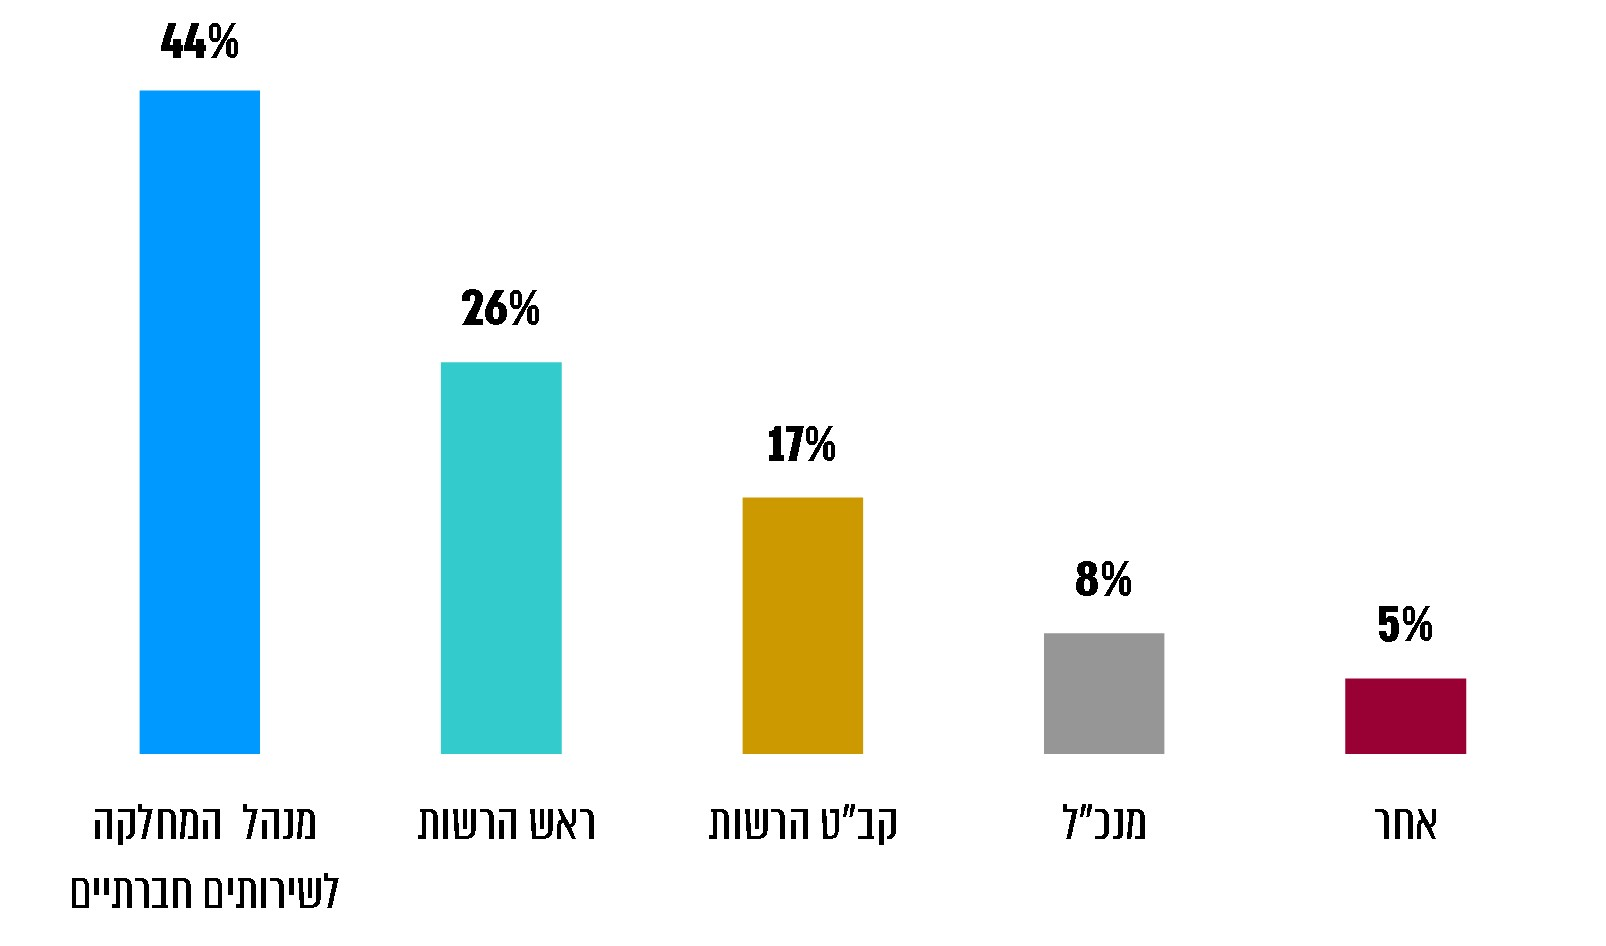 44%
26%
17%
8%
5%
מנהל המחלקה
לשירותים חברתיים
ראש הרשות
קב"ט הרשות
מנכ"ל
אחר